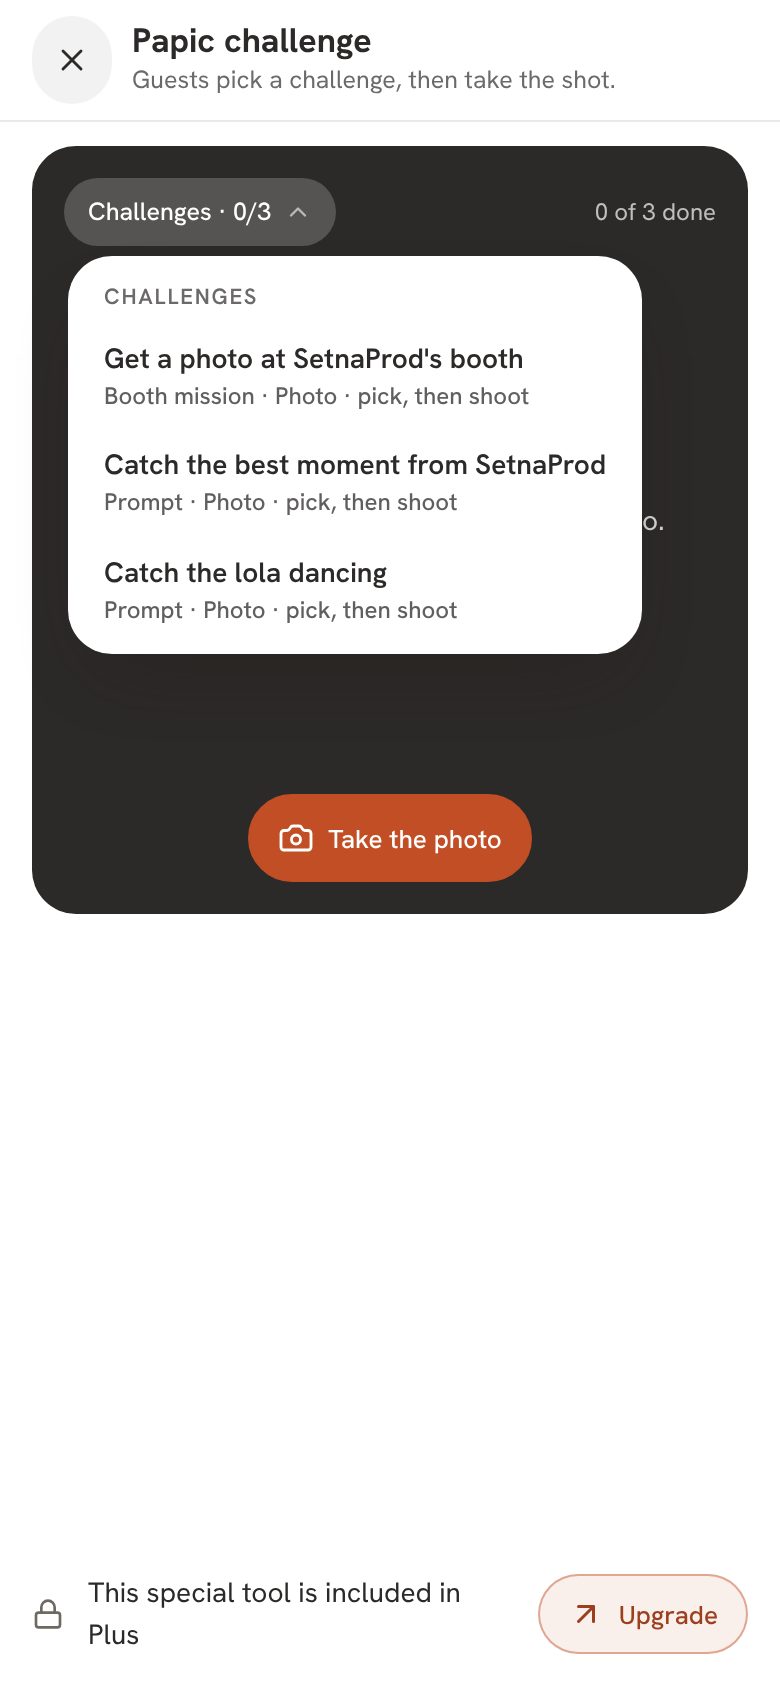 Papic challenge
Guests pick a challenge, then take the shot.
Challenges · 0/3
0 of 3 done
CHALLENGES
Get a photo at SetnaProd's booth
Booth mission · Photo · pick, then shoot
Catch the best moment from SetnaProd
Prompt · Photo · pick, then shoot
o.
Catch the lola dancing
Prompt · Photo · pick, then shoot
Take the photo
This special tool is included in
Plus
Upgrade